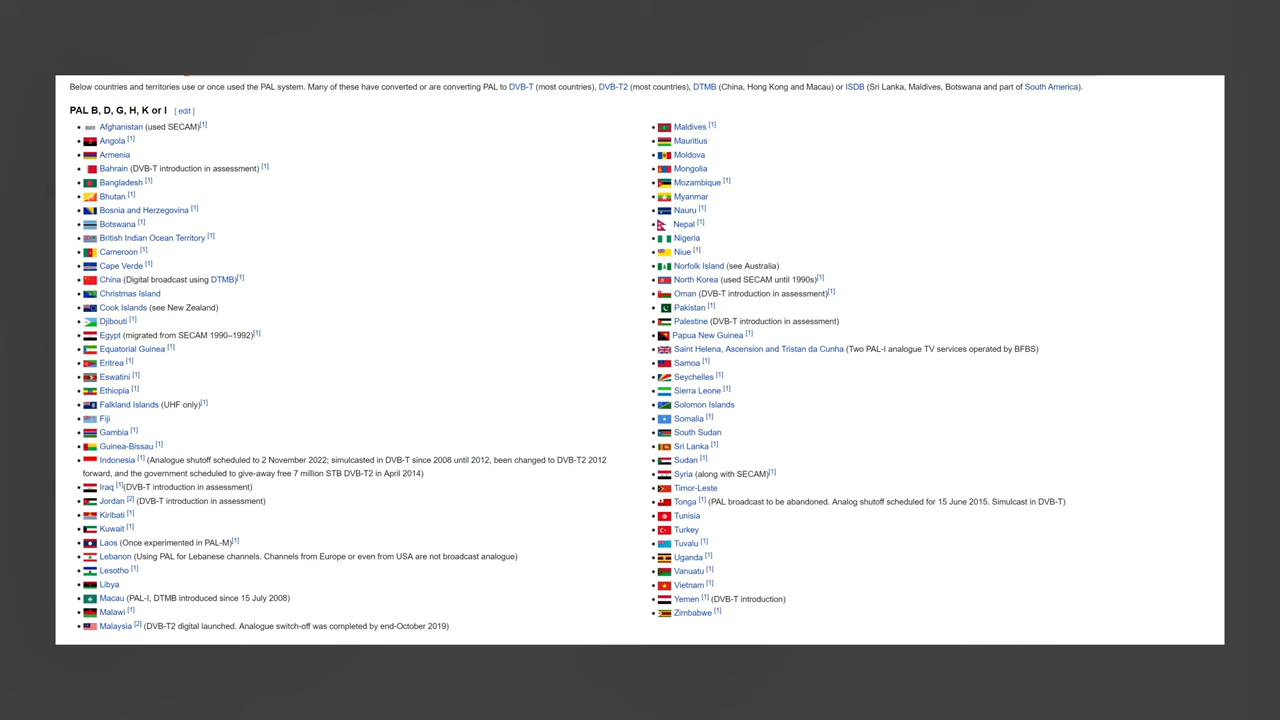 Below countries and territories use or once used the PAL system. Many of these have converted or are converting PAL to DVB-T (most countries), DVB-T2 (most countries), DTMB (China, Hong Kong and Macau) or ISDB (Sri Lanka, Maldives, Botswana and part of South America).
PAL B, D, G, H, K or I [ edit ]
• Afghanistan (used SECAM)[1]
• Angola [1]
• Armenia
• Bahrain (DVB-T introduction in assessment) [1]
• Bangladesh [1]
• Bhutan [1]
• Bosnia and Herzegovina [1]
• Botswana [1]
• British Indian Ocean Territory [1]
• Cameroon [1]
• Cape Verde [1]
• China (Digital broadcast using DTMB)[1]
• Christmas Island
• Cook Islands (see New Zealand)
• Djibouti [1]
• Egypt (migrated from SECAM 1990–1992)[1]
• Equatorial Guinea [1]
• Eritrea [1]
• Eswatini [1]
• Ethiopia [1]
• Falkland Islands (UHF only)[1]
• Fiji
• Gambia [1]
• Guinea-Bissau [1]
• Indonesia [1] (Analogue shutoff scheduled to 2 November 2022; simulcasted in DVB-T since 2008 until 2012, been changed to DVB-T2 2012
forward, and the government scheduled to give-away free 7 million STB DVB-T2 in April 2014)
• Iraq [1](DVB-T introduction in assessment)
• Jordan [2] (DVB-T introduction in assessment)
• Kiribati [1]
• Kuwait [1]
• Laos (Once experimented in PAL-M)[1]
• Lebanon (Using PAL for Lebanese channels. Channels from Europe or even from USA are not broadcast analogue)
• Lesotho [1]
• Libya
• Macau (PAL-I, DTMB introduced since 15 July 2008)
• Malawi [1]
• Malaysia [2] (DVB-T2 digital launched. Analogue switch-off was completed by end-October 2019)
• Maldives [1]
• Mauritius
• Moldova
• Mongolia
• Mozambique [1]
• Myanmar
• Nauru [1]
• Nepal [1]
• Nigeria
• Niue [1]
• Norfolk Island (see Australia)
• North Korea (used SECAM until 1990s)[1]
• Oman (DVB-T introduction in assessment)[1]
• Pakistan [1]
• Palestine (DVB-T introduction in assessment)
• Papua New Guinea [1]
• Saint Helena, Ascension and Tristan da Cunha (Two PAL-I analogue TV services operated by BFBS)
• Samoa [1]
• Seychelles [1]
• Sierra Leone [1]
• Solomon Islands
• Somalia [1]
• South Sudan
• Sri Lanka [1]
• Sudan [1]
• Syria (along with SECAM)[1]
• Timor-Leste
• Tonga [1] (PAL broadcast to be abandoned. Analog shutoff scheduled for 15 June 2015. Simulcast in DVB-T)
• Tunisia
• Turkey
• Tuvalu [1]
• Uganda [1]
• Vanuatu [1]
• Vietnam [1]
• Yemen [1] (DVB-T introduction)
• Zimbabwe [1]